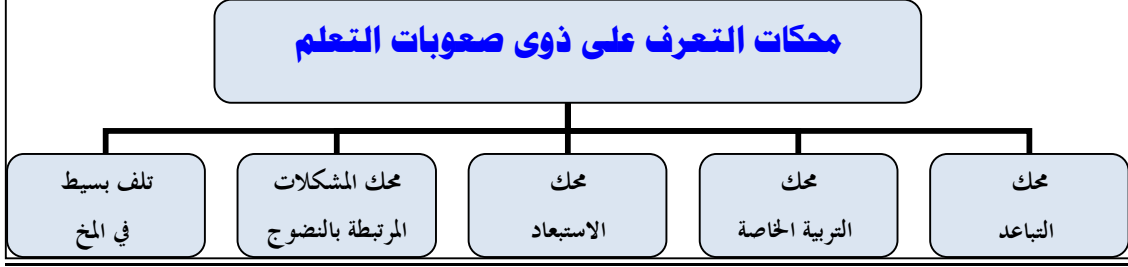 محكات التعرف على ذوى صعوبات التعلم
محك
التباعد
محك
التربية الخاصة
محك
الاستبعاد
محك المشكلات
المرتبطة بالنضوج
تلف بسيط
في المخ